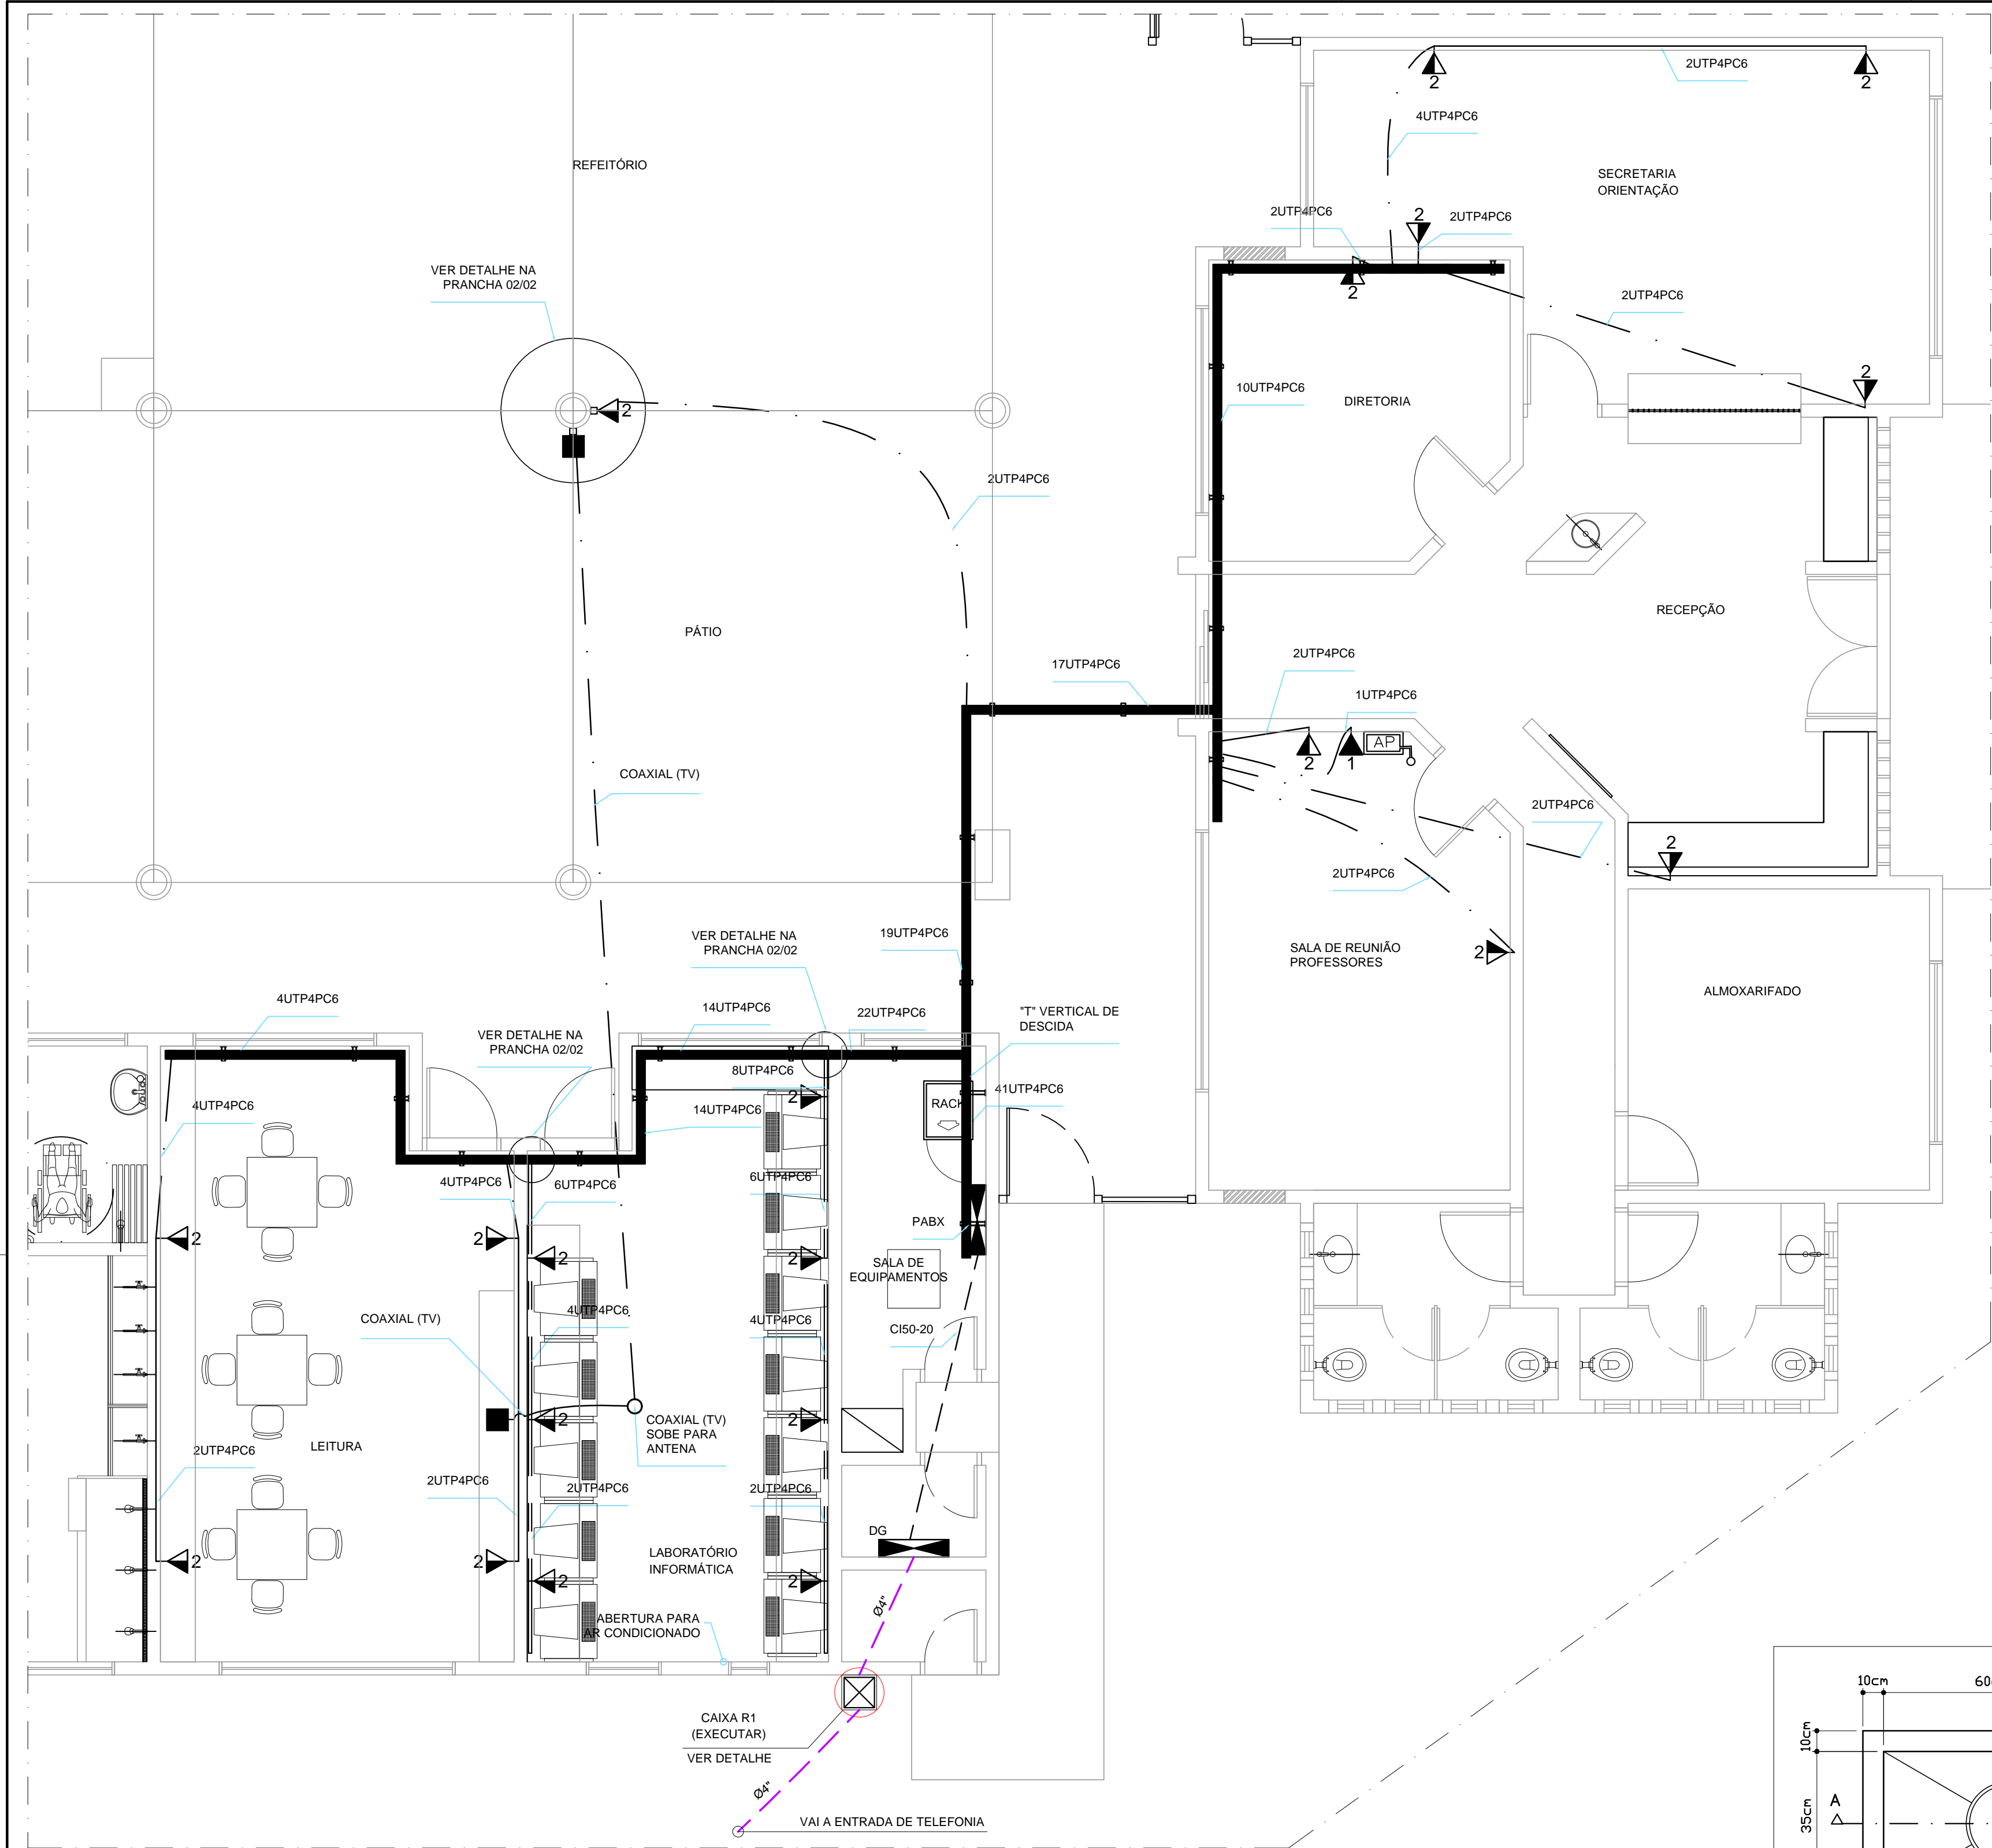 2UTP4PC6
2
2
4UTP4PC6
REFEITÓRIO
SECRETARIA
ORIENTAÇÃO
2UTP4PC6
2
2UTP4PC6
VER DETALHE NA
PRANCHA 02/02
2
2UTP4PC6
2
10UTP4PC6
DIRETORIA
2
2UTP4PC6
RECEPÇÃO
PÁTIO
2UTP4PC6
17UTP4PC6
1UTP4PC6
AP
2
1
COAXIAL (TV)
2UTP4PC6
2
2UTP4PC6
VER DETALHE NA
PRANCHA 02/02
19UTP4PC6
SALA DE REUNIÃO
PROFESSORES
2
ALMOXARIFADO
4UTP4PC6
14UTP4PC6
22UTP4PC6
"T" VERTICAL DE
DESCIDA
VER DETALHE NA
PRANCHA 02/02
8UTP4PC6
2
41UTP4PC6
RACK
4UTP4PC6
14UTP4PC6
4UTP4PC6
6UTP4PC6
6UTP4PC6
PABX
2
2
2
2
SALA DE
EQUIPAMENTOS
COAXIAL (TV)
4UTP4PC6
4UTP4PC6
CI50-20
2
2
COAXIAL (TV)
SOBE PARA
ANTENA
LEITURA
2UTP4PC6
2UTP4PC6
2UTP4PC6
2UTP4PC6
DG
2
2
2
2
LABORATÓRIO
INFORMÁTICA
ABERTURA PARA
AR CONDICIONADO
Ø4"
10cm
60
CAIXA R1
(EXECUTAR)
VER DETALHE
10cm
Ø4"
35cm
A
VAI A ENTRADA DE TELEFONIA